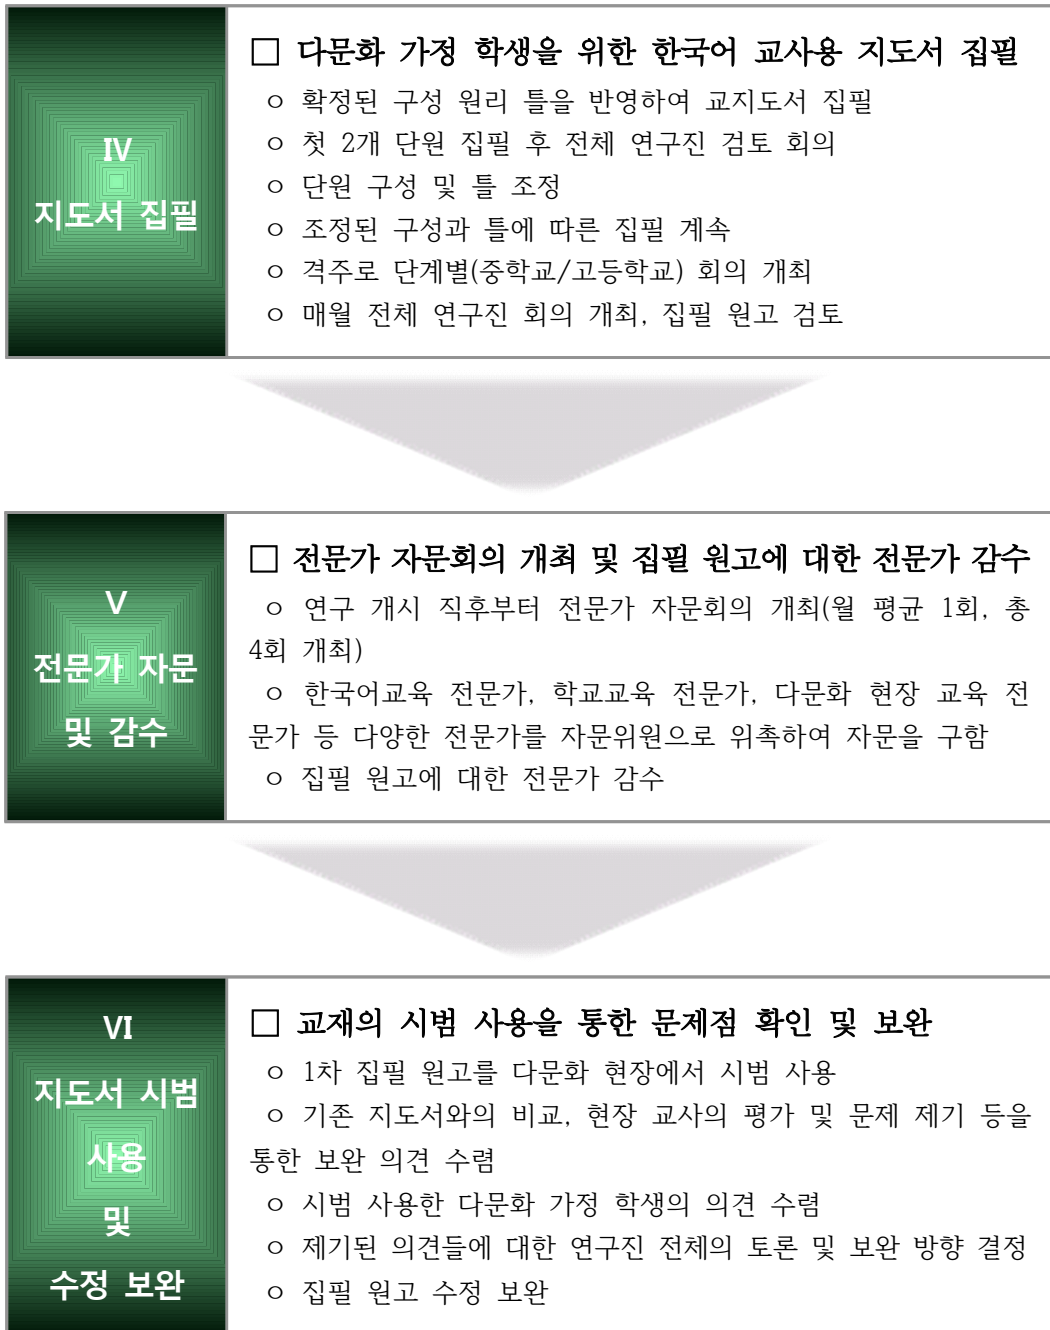 IV
지도서 집필
□ 다문화 가정 학생을 위한 한국어 교사용 지도서 집필
ㅇ 확정된 구성 원리 틀을 반영하여 교지도서 집필
ㅇ 첫 2개 단원 집필 후 전체 연구진 검토 회의
ㅇ 단원 구성 및 틀 조정
ㅇ 조정된 구성과 틀에 따른 집필 계속
ㅇ 격주로 단계별(중학교/고등학교) 회의 개최
ㅇ 매월 전체 연구진 회의 개최, 집필 원고 검토
V
전문가 자문
및 감수
□ 전문가 자문회의 개최 및 집필 원고에 대한 전문가 감수
ㅇ 연구 개시 직후부터 전문가 자문회의 개최(월 평균 1회, 총
4회 개최)
ㅇ 한국어교육 전문가, 학교교육 전문가, 다문화 현장 교육 전
문가 등 다양한 전문가를 자문위원으로 위촉하여 자문을 구함
ㅇ 집필 원고에 대한 전문가 감수
VI
지도서 시범
사용
및
수정 보완
□ 교재의 시범 사용을 통한 문제점 확인 및 보완
ㅇ 1차 집필 원고를 다문화 현장에서 시범 사용
ㅇ 기존 지도서와의 비교, 현장 교사의 평가 및 문제 제기 등을
통한 보완 의견 수렴
ㅇ 시범 사용한 다문화 가정 학생의 의견 수렴
ㅇ 제기된 의견들에 대한 연구진 전체의 토론 및 보완 방향 결정
ㅇ 집필 원고 수정 보완